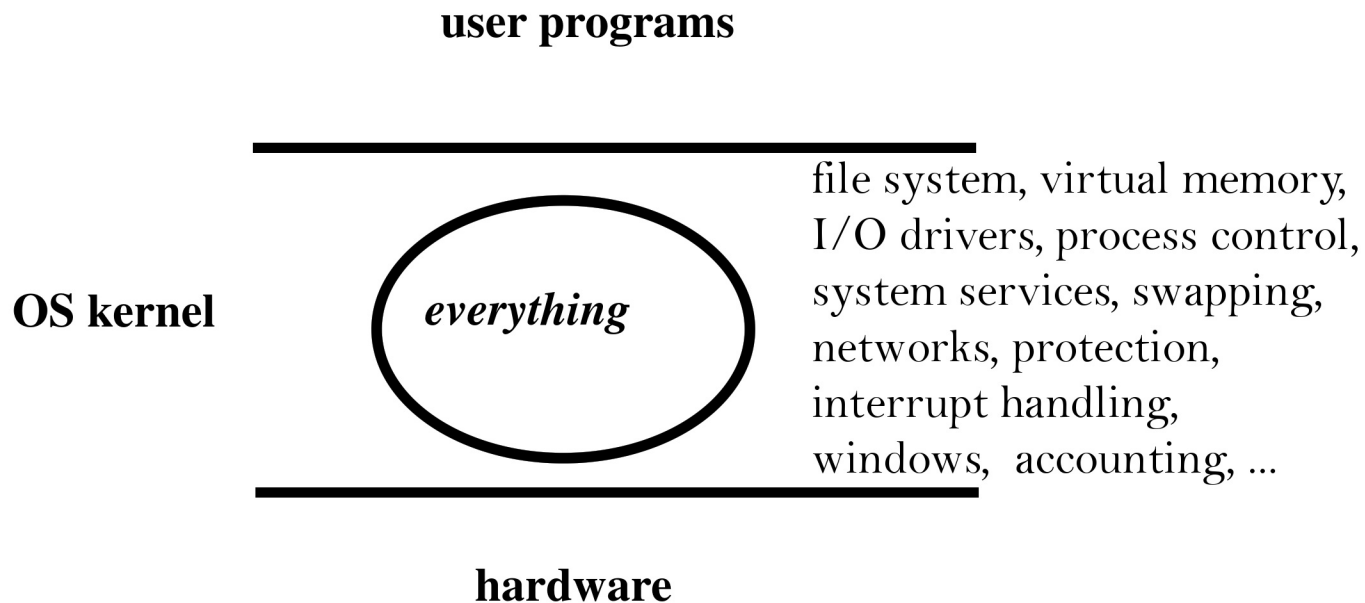 user programs
file system, virtual memory,
I/O drivers, process control,
OS kernel
everything
system services, swapping,
networks, protection,
interrupt handling,
windows, accounting, ...
hardware